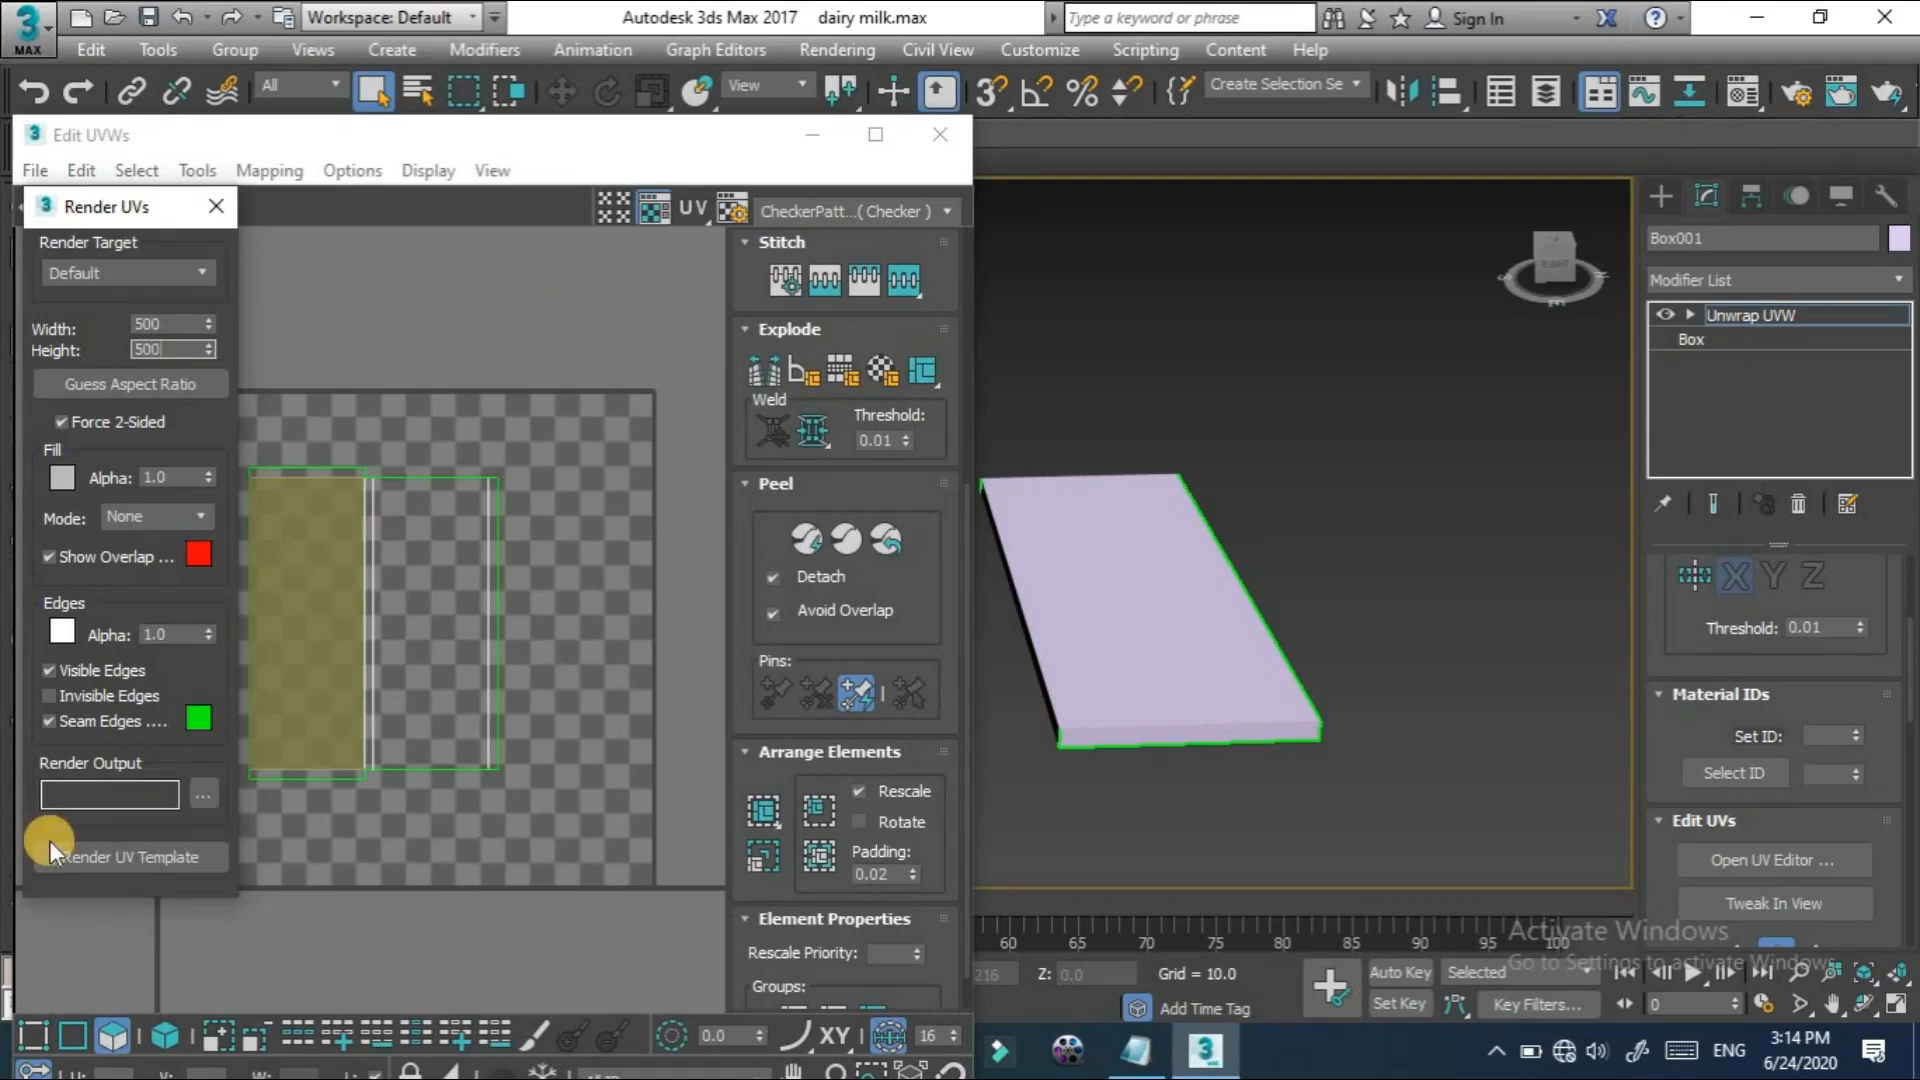 MAX
Workspace: Default
Autodesk 3ds Max 2017    dairy milk.max
Type a keyword or phrase
Sign In
Edit Tools Group Views Create Modifiers Animation Graph Editors Rendering Civil View Customize Scripting Content Help
All
View
Create Selection Se
Edit UVWs
File Edit Select Tools Mapping Options Display View
Render UVs
UV
CheckerPatt...( Checker )
Render Target
Default
Width: 500
Height: 500
Guess Aspect Ratio
Force 2-Sided
Fill
Alpha: 1.0
Mode: None
Show Overlap ...
Edges
Alpha: 1.0
Visible Edges
Invisible Edges
Seam Edges ....
Render Output
...
Render UV Template
Stitch
Explode
Weld
Threshold:
0.01
Peel
Detach
Avoid Overlap
Pins:
Arrange Elements
Rescale
Rotate
Padding:
0.02
Element Properties
Rescale Priority:
Groups:
RIGHT
Box001
Modifier List
Unwrap UVW
Box
X Y Z
Threshold: 0.01
Material IDs
Set ID:
Select ID
Edit UVs
Open UV Editor ...
Tweak In View
Activate Windows
Go to Settings to activate Windows.
60 65 70 75 80 85 90 95 100
216
Z: 0.0
Grid = 10.0
Add Time Tag
Auto Key
Selected
Set Key
Key Filters...
0
0.0
XY
16
ENG
3:14 PM
6/24/2020